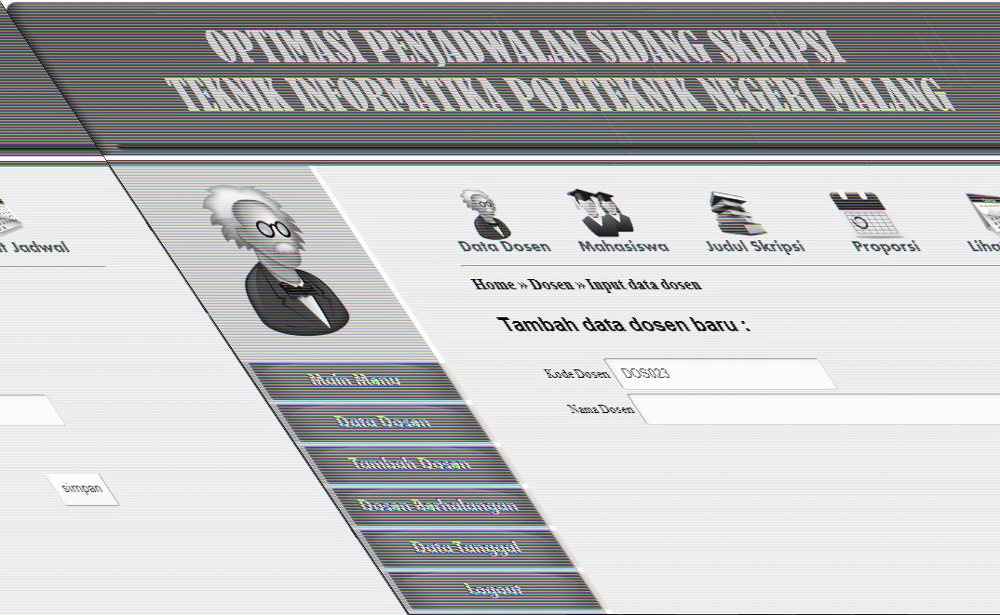 OPTIMASI PENJADWALAN SIDANG SKRIPSI
TEKNIK INFORMATIKA POLITEKNIK NEGERI MALANG
Data Dosen
Mahasiswa
Judul Skripsi
Proporsi
Liha
t Jadwal
Home » Dosen » Input data dosen
Tambah data dosen baru :
Kode Dosen DOS023
Nama Dosen
simpan
Main Menu
Data Dosen
Tambah Dosen
Dosen Berhalangan
Data Tanggal
Logout